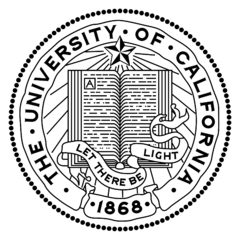 · THE · UNIVERSITY · OF · CALIFORNIA ·
A
LET THERE BE
LIGHT
· 1868 ·